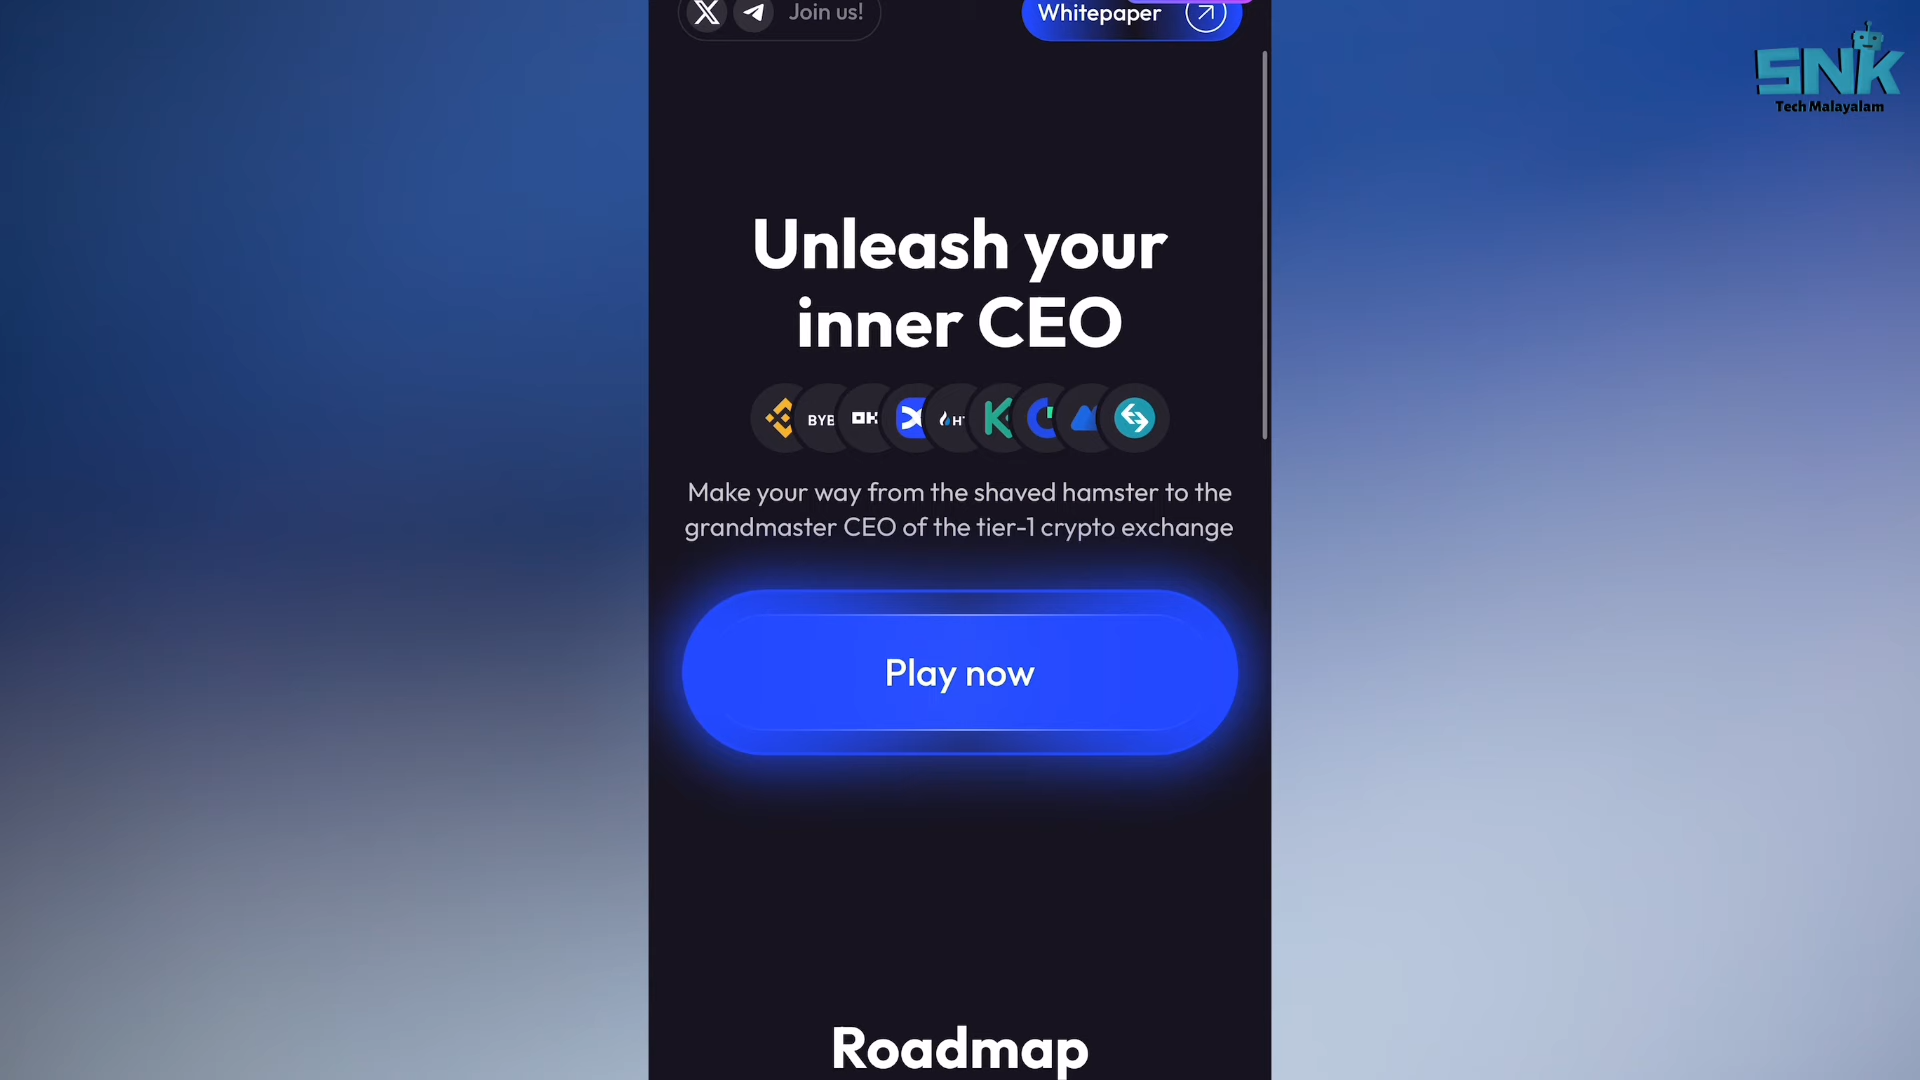 Join us!
Whitepaper
SNK
Tech Malayalam
Unleash your
inner CEO
BYB
Make your way from the shaved hamster to the
grandmaster CEO of the tier-1 crypto exchange
Play now
Roadmap